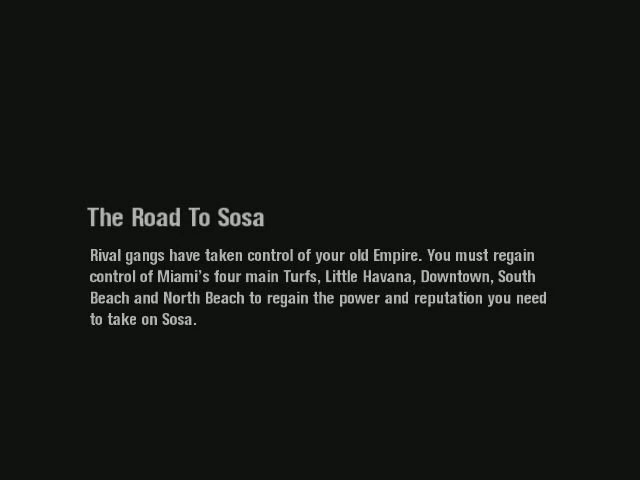 The Road To Sosa
Rival gangs have taken control of your old Empire. You must regain
control of Miami's four main Turfs, Little Havana, Downtown, South
Beach and North Beach to regain the power and reputation you need
to take on Sosa.